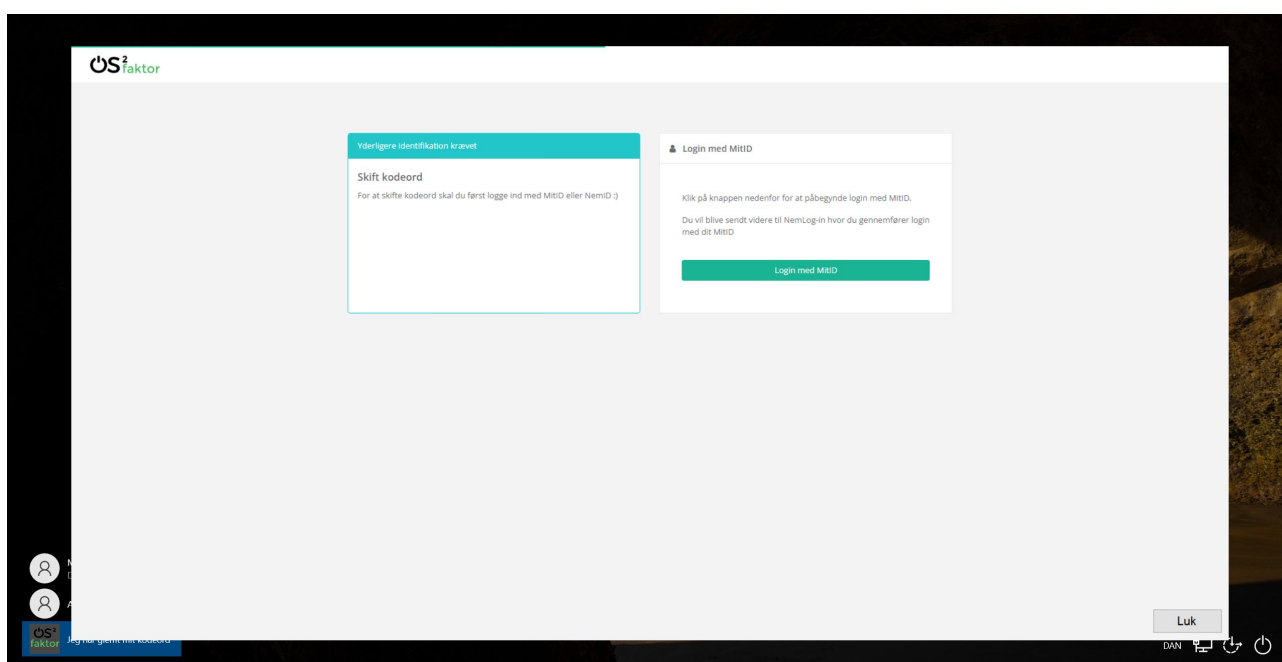 OS²faktor
Yderligere identifikation krævet
Skift kodeord
For at skifte kodeord skal du først logge ind med MitID eller NemID :)
Login med MitID
Klik på knappen nedenfor for at påbegynde login med MitID.
Du vil blive sendt videre til NemLog-in hvor du gennemfører login
med dit MitID
Login med MitID
Luk
OS²
faktor
Jeg har glemt mit kodeord
DAN